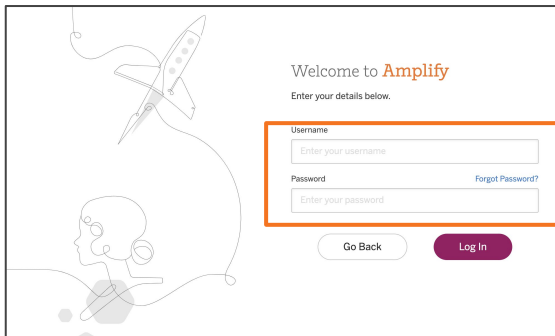 Welcome to Amplify
Enter your details below.
Username
Enter your username
Password Forgot Password?
Enter your password
Go Back Log In